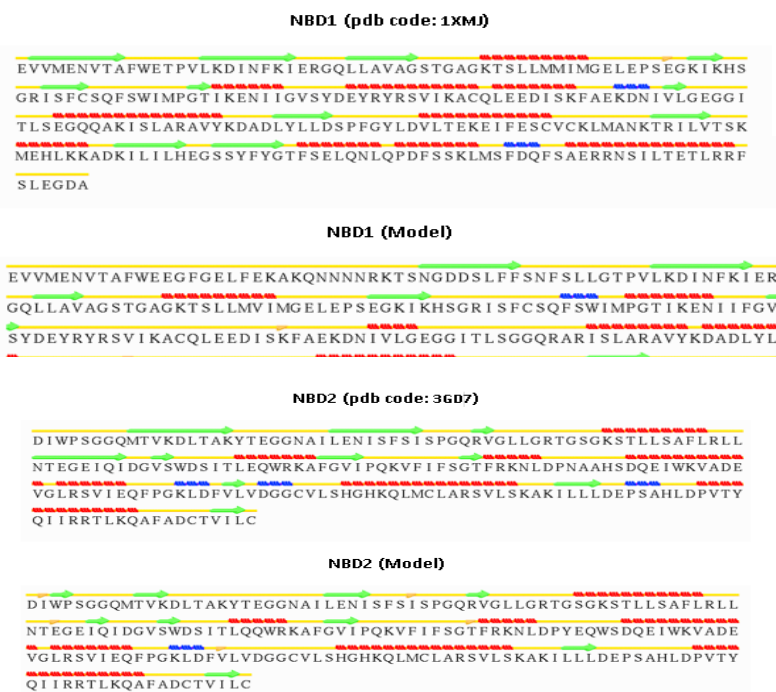 NBD1 (pdb code: 1XMJ)
EVVMENVTAFWETPVLKDINFKIERGQLLAVAGSTGAGKTSLLMMIMGELEPSEGKIKHS
GRISFCSQFSWIMPGTIKENIIGVSYDEYRYRSVIKACQLEEDISKFAEKDNIVLGEGGI
TLSEGQQAKISLARAVYKDADLYLLDSPFGYLDVLTEKEIFESCVCKLMANKTRILVTSK
MEHLKKADKILILHEGSSYFYGTFSELQNLQPDFSSKLMSFDQFSAERRNSILTETLRRF
SLEGDA
NBD1 (Model)
EVVMENVTAFWEEGFGELFEKAKQNNNNRKTSNGDDSLFFSNFSLLGTPVLKDINFKIER
GQLLAVAGSTGAGKTSLLMVIMGELEPSEGKIKHSGRISFCSQFSWIMPGTIKENIIFGV
SYDEYRYRSVIKACQLEEDISKFAEKDNIVLGEGGITLSGGQRARISLARAVYKDADLYL
NBD2 (pdb code: 3GD7)
DIWPSGGQMTVKDLTAKYTEGGNAILENISFSISPGQRVGLLGRTGSGKSTLLSAFLRLL
NTEGEIQIDGVSWDSITLEQWRKAFGVIPQKVFIFSGTFRKNLDPNAAHSDQEIWKVADE
VGLRSVIEQFPGKLDFVLVDGGCVLSHGHKQLMCLARSVLSKAKILLLDEPSAHLDPVTY
QIIRRTLKQAFADCTVILC
NBD2 (Model)
DIWPSGGQMTVKDLTAKYTEGGNAILENISFSISPGQRVGLLGRTGSGKSTLLSAFLRLL
NTEGEIQIDGVSWDSITLQQWRKAFGVIPQKVFIFSGTFRKNLDPYEQWSDQEIWKVADE
VGLRSVIEQFPGKLDFVLVDGGCVLSHGHKQLMCLARSVLSKAKILLLDEPSAHLDPVTY
QIIRRTLKQAFADCTVILC